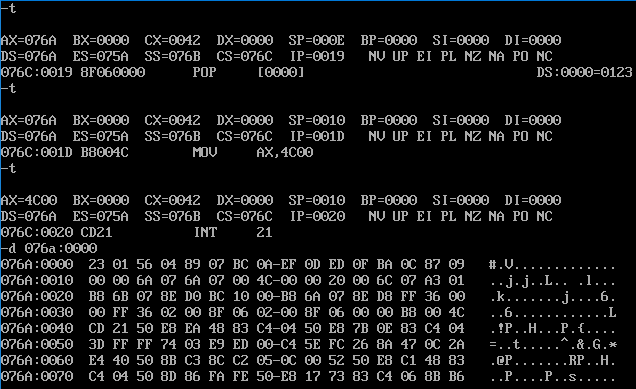 -t
AX=076A  BX=0000  CX=0042  DX=0000  SP=000E  BP=0000  SI=0000  DI=0000
DS=076A  ES=075A  SS=076B  CS=076C  IP=0019   NV UP EI PL NZ NA PO NC
076C:0019 8F060000      POP     [0000]                             DS:0000=0123
-t
AX=076A  BX=0000  CX=0042  DX=0000  SP=0010  BP=0000  SI=0000  DI=0000
DS=076A  ES=075A  SS=076B  CS=076C  IP=001D   NV UP EI PL NZ NA PO NC
076C:001D B8004C        MOV     AX,4C00
-t
AX=4C00  BX=0000  CX=0042  DX=0000  SP=0010  BP=0000  SI=0000  DI=0000
DS=076A  ES=075A  SS=076B  CS=076C  IP=0020   NV UP EI PL NZ NA PO NC
076C:0020 CD21          INT     21
-d 076a:0000
076A:0000  23 01 56 04 89 07 BC 0A-EF 0D ED 0F BA 0C 87 09   #.V.............
076A:0010  00 00 6A 07 6A 07 00 4C-00 00 20 00 6C 07 A3 01   ..j.j..L.. .l...
076A:0020  B8 6B 07 8E D0 BC 10 00-B8 6A 07 8E D8 FF 36 00   .k.......j....6.
076A:0030  00 FF 36 02 00 8F 06 02-00 8F 06 00 00 B8 00 4C   ..6............L
076A:0040  CD 21 50 E8 EA 48 83 C4-04 50 E8 7B 0E 83 C4 04   .!P..H...P.{....
076A:0050  3D FF FF 74 03 E9 ED 00-C4 5E FC 26 8A 47 0C 2A   =..t.....^.&.G.*
076A:0060  E4 40 50 8B C3 8C C2 05-0C 00 52 50 E8 C1 48 83   .@P.......RP..H.
076A:0070  C4 04 50 8D 86 FA FE 50-E8 17 73 83 C4 06 8B B6   ..P....P..s.....